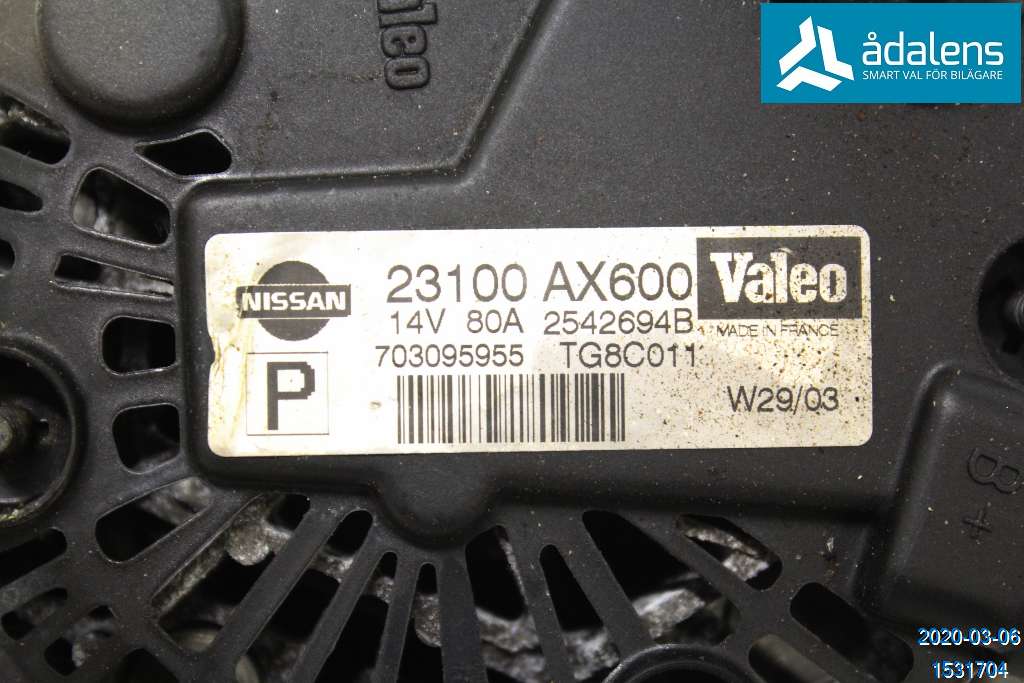 Valeo
ådalens
SMART VAL FÖR BILÄGARE
NISSAN
23100 AX600
Valeo
14V 80A 2542694B
MADE IN FRANCE
703095955 TG8C011
P
W29/03
B+
2020-03-06
1531704